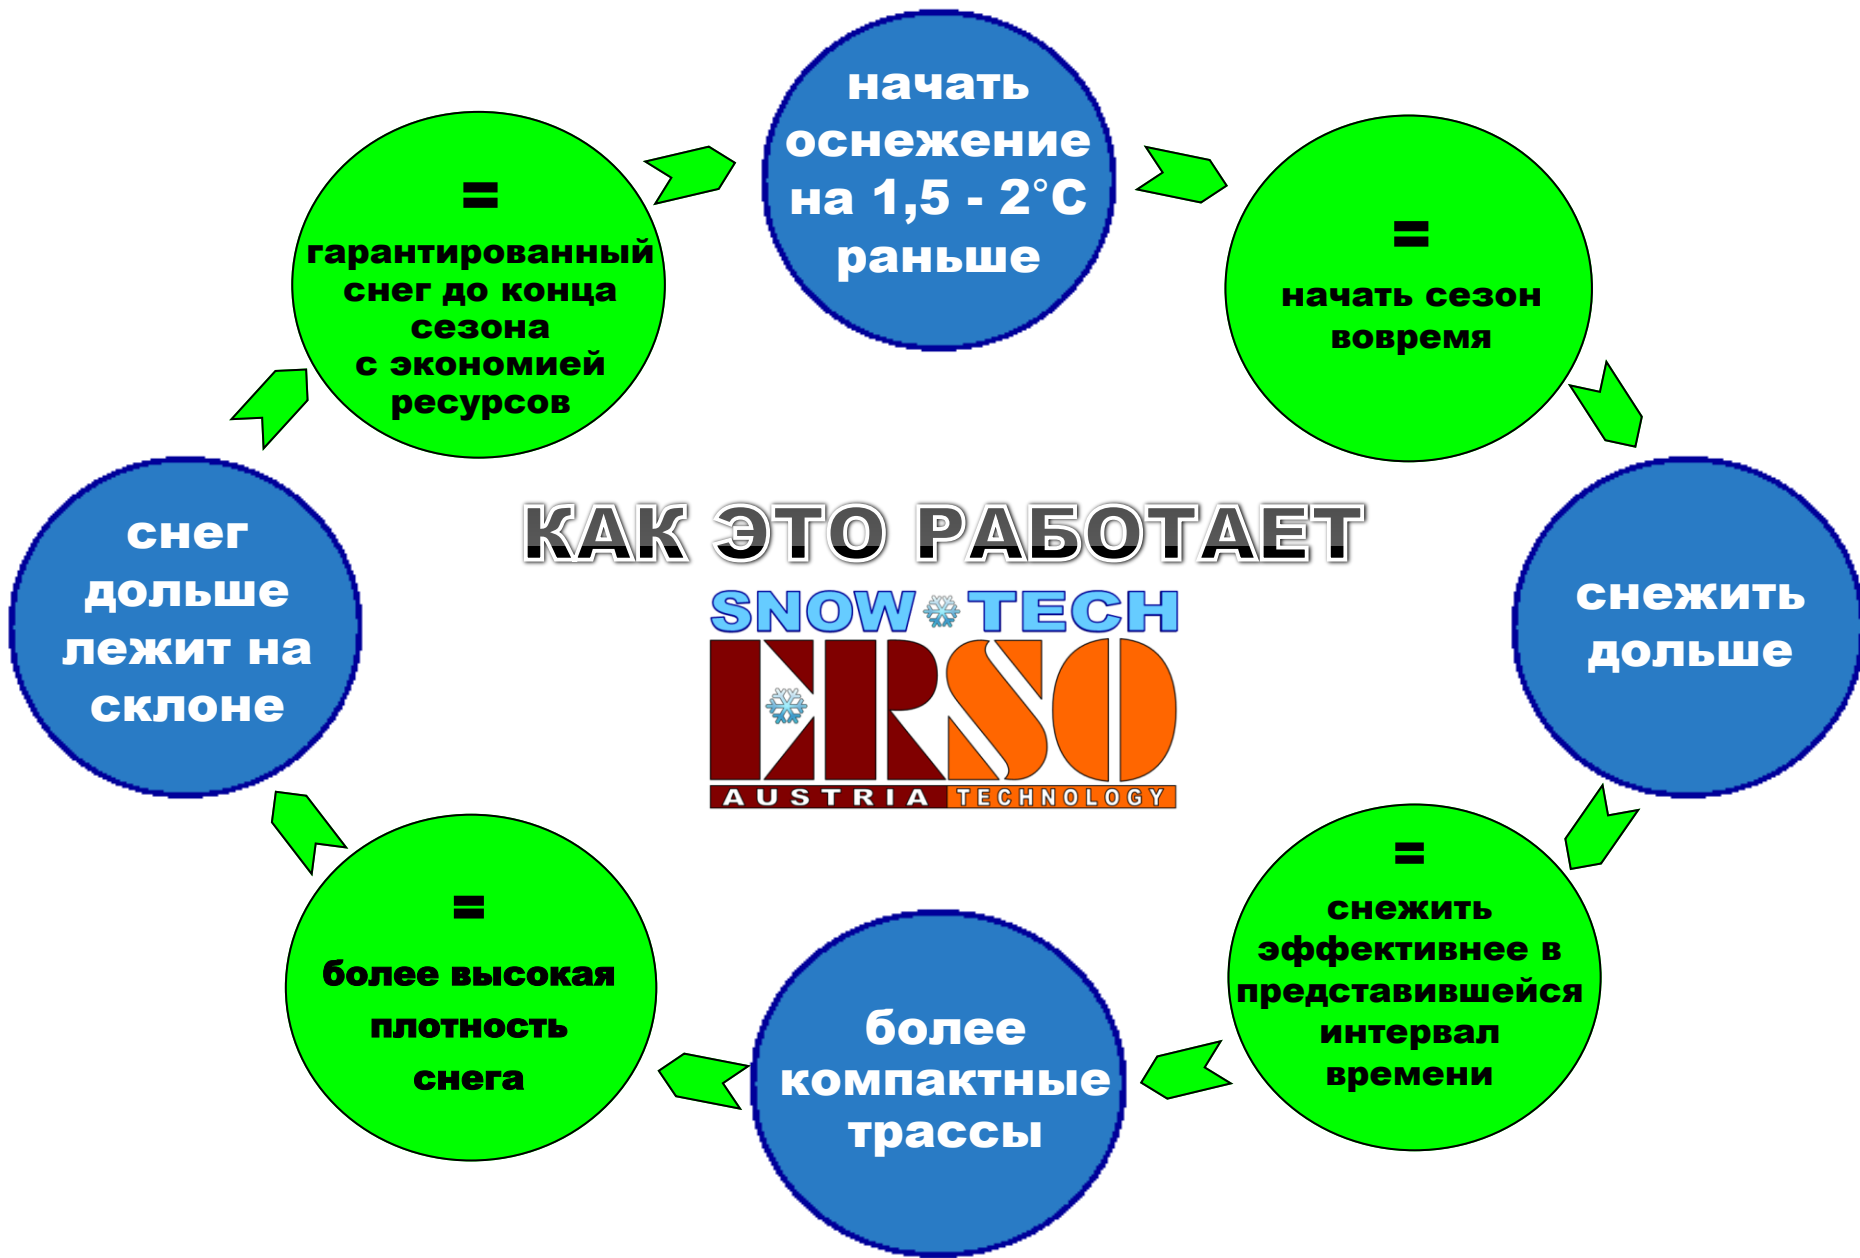 начать
оснежение
на 1,5 - 2°С
раньше
=
начать сезон
вовремя
снежить
дольше
=
снежить
эффективнее в
представившейся
интервал
времени
более
компактные
трассы
=
более высокая
плотность
снега
снег
дольше
лежит на
склоне
=
гарантированный
снег до конца
сезона
с экономией
ресурсов
КАК ЭТО РАБОТАЕТ
SNOW TECH
ERSO
AUSTRIA TECHNOLOGY